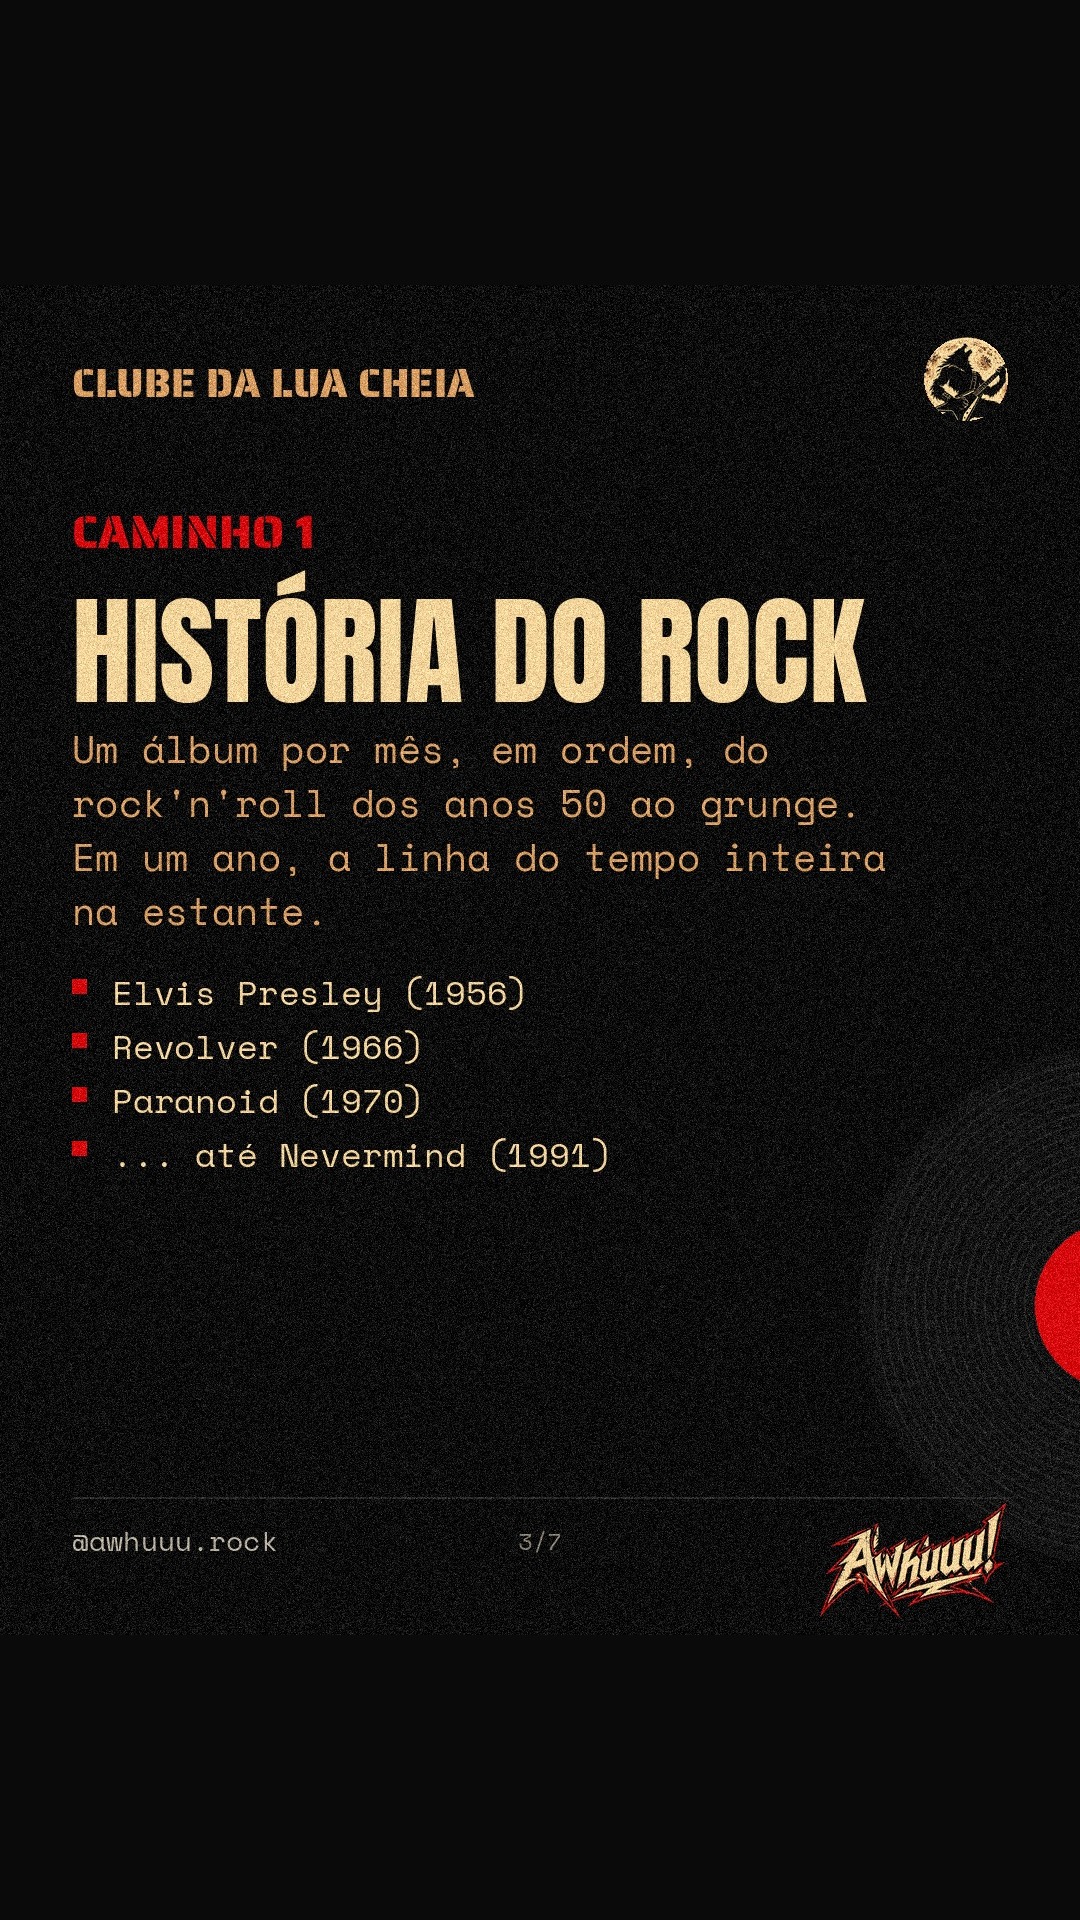 CLUBE DA LUA CHEIA
CAMINHO 1
HISTÓRIA DO ROCK
Um álbum por mês, em ordem, do
rock'n'roll dos anos 50 ao grunge.
Em um ano, a linha do tempo inteira
na estante.
Elvis Presley (1956)
Revolver (1966)
Paranoid (1970)
... até Nevermind (1991)
@awhuuu.rock
3/7
Awhuuu!